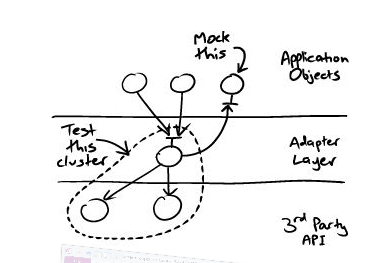 Mock
this
Application
Objects
Test
this
cluster
Adapter
Layer
3rd Party
API